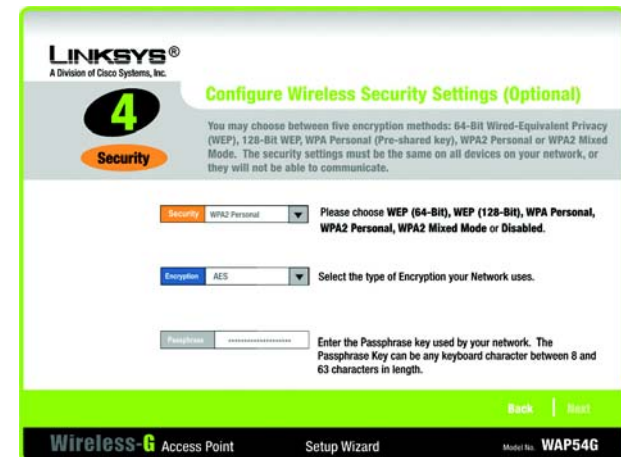 LINKSYS®
A Division of Cisco Systems, Inc.
4
Security
Configure Wireless Security Settings (Optional)
You may choose between five encryption methods: 64-Bit Wired-Equivalent Privacy
(WEP), 128-Bit WEP, WPA Personal (Pre-shared key), WPA2 Personal or WPA2 Mixed
Mode. The security settings must be the same on all devices on your network, or
they will not be able to communicate.
Security WPA2 Personal
Please choose WEP (64-Bit), WEP (128-Bit), WPA Personal,
WPA2 Personal, WPA2 Mixed Mode or Disabled.
Encryption AES
Select the type of Encryption your Network uses.
Passphrase ********************
Enter the Passphrase key used by your network. The
Passphrase Key can be any keyboard character between 8 and
63 characters in length.
Back | Next
Wireless-G Access Point
Setup Wizard
Model No. WAP54G